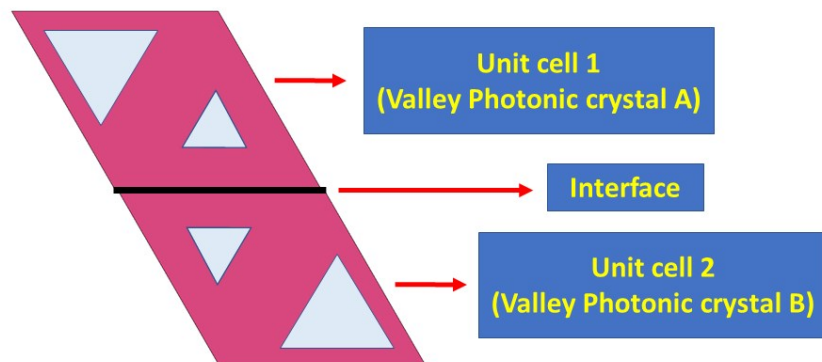 Unit cell 1
(Valley Photonic crystal A)
Interface
Unit cell 2
(Valley Photonic crystal B)